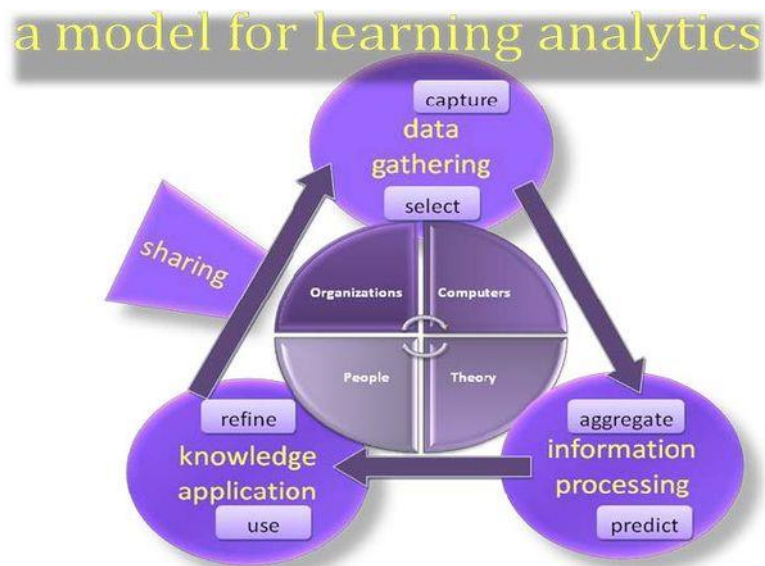 a model for learning analytics
capture
data
gathering
select
sharing
Organizations
Computers
People
Theory
refine
knowledge
application
use
aggregate
information
processing
predict